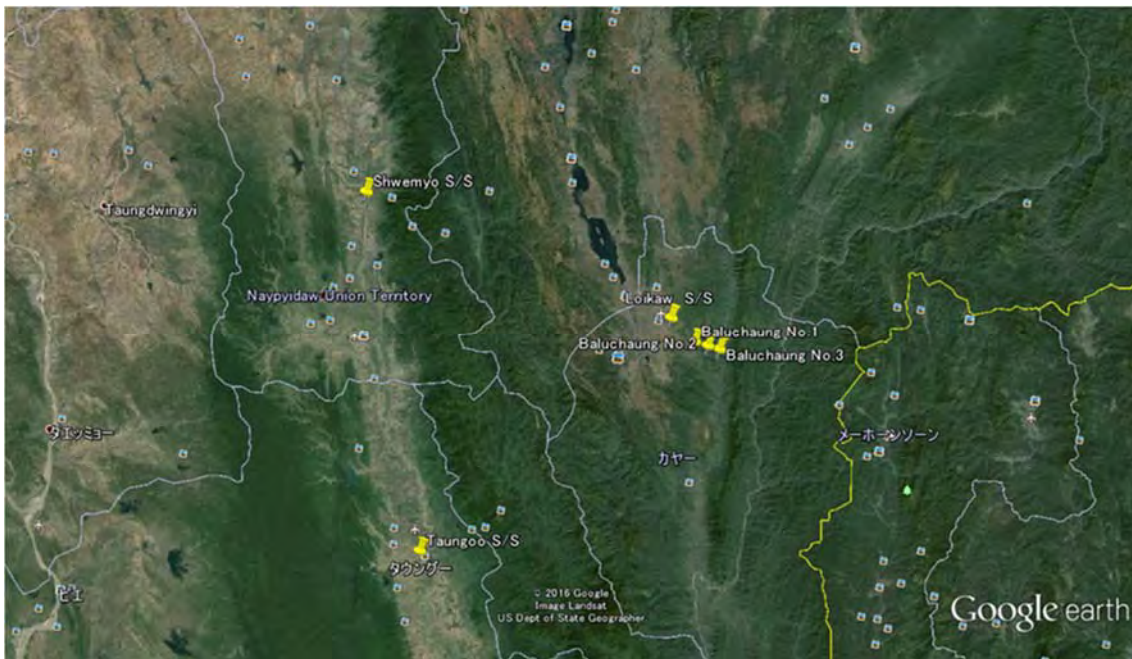 Shwemyo S/S
Taungdwingyi
Naypyidaw Union Territory
Loikaw S/S
Baluchaung No.1
Baluchaung No.2
Baluchaung No.3
タエッミョー
メーホーンソーン
カヤー
Taungoo S/S
タウングー
ピエ
© 2016 Google
Image Landsat
US Dept of State Geographer
Google earth